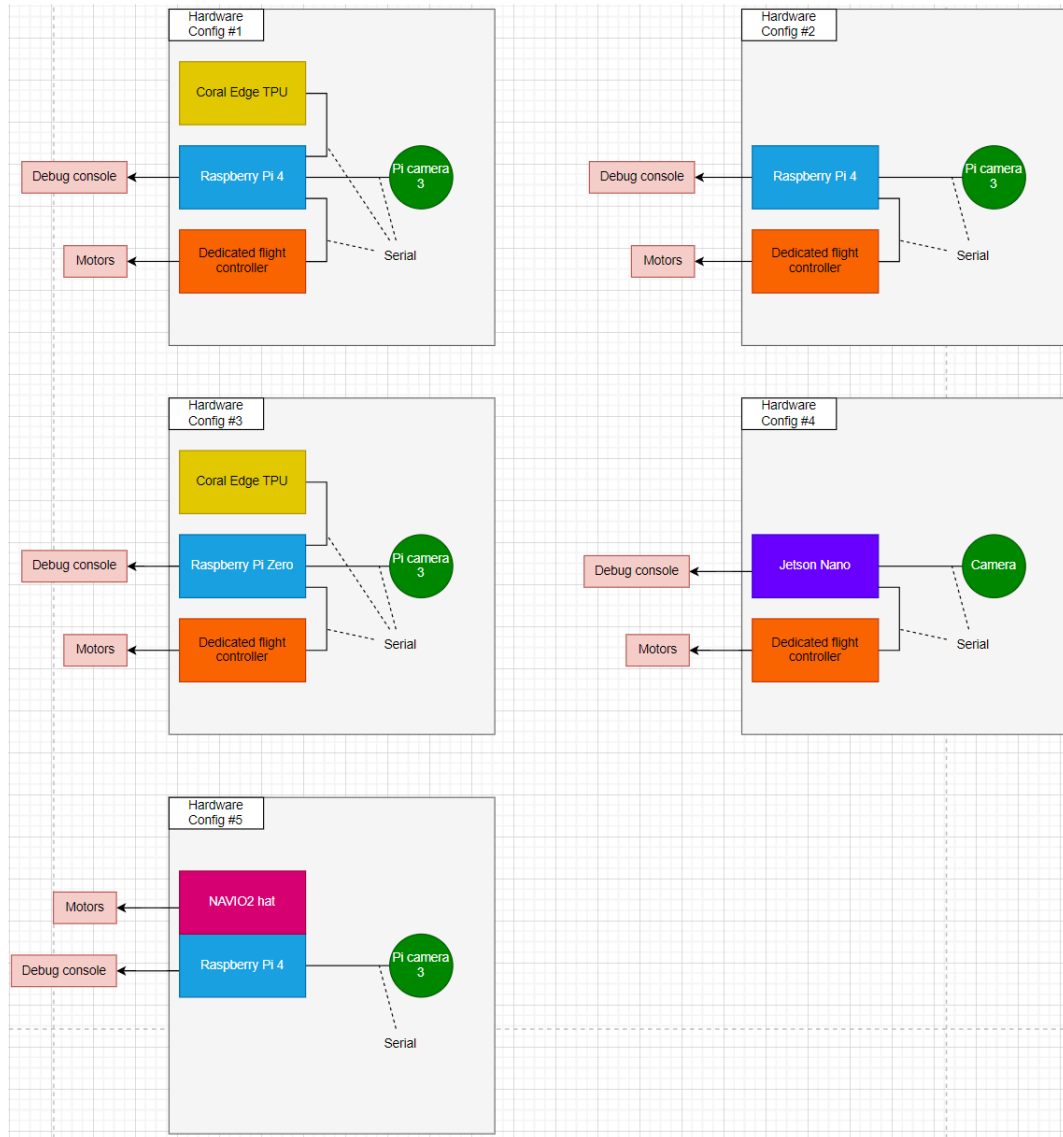 Hardware
Config #1
Coral Edge TPU
Debug console
Raspberry Pi 4
Pi camera
3
Motors
Dedicated flight
controller
Serial
Hardware
Config #2
Debug console
Raspberry Pi 4
Pi camera
3
Motors
Dedicated flight
controller
Serial
Hardware
Config #3
Coral Edge TPU
Debug console
Raspberry Pi Zero
Pi camera
3
Motors
Dedicated flight
controller
Serial
Hardware
Config #4
Debug console
Jetson Nano
Camera
Motors
Dedicated flight
controller
Serial
Hardware
Config #5
Motors
NAVIO2 hat
Debug console
Raspberry Pi 4
Pi camera
3
Serial